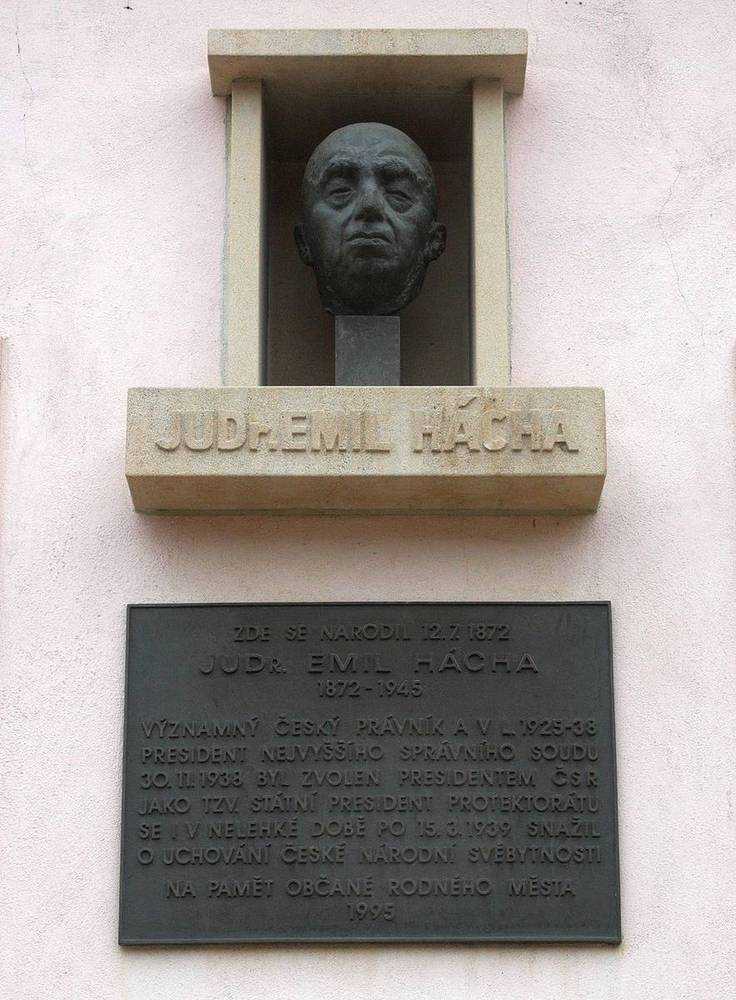 JUDr. EMIL HÁCHA
ZDE SE NARODIL 12.7.1872
JUDr. EMIL HÁCHA
1872-1945
VÝZNAMNÝ ČESKÝ PRÁVNÍK A V L. 1925-38
PRESIDENT NEJVYŠŠÍHO SPRÁVNÍHO SOUDU
30.11.1938 BYL ZVOLEN PRESIDENTEM ČSR
JAKO TZV. STÁTNÍ PRESIDENT PROTEKTORÁTU
SE I V NELEHKÉ DOBĚ PO 15.3.1939 SNAŽIL
O UCHOVÁNÍ ČESKÉ NÁRODNÍ SVÉBYTNOSTI
NA PAMĚT OBČANÉ RODNÉHO MĚSTA
1995